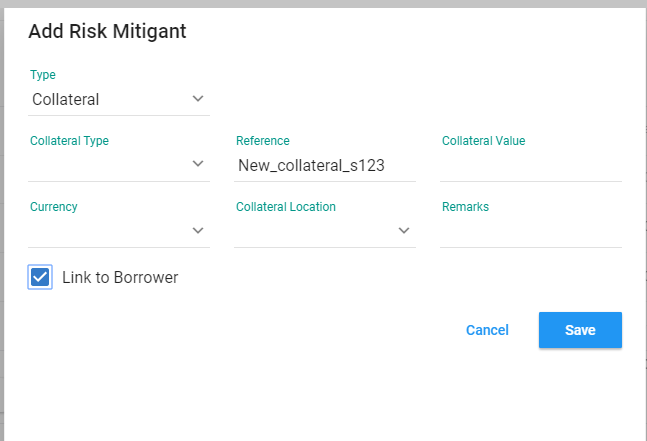 Add Risk Mitigant
Type
Collateral
Collateral Type
Reference
Collateral Value
New_collateral_s123
Currency
Collateral Location
Remarks
Link to Borrower
Cancel
Save